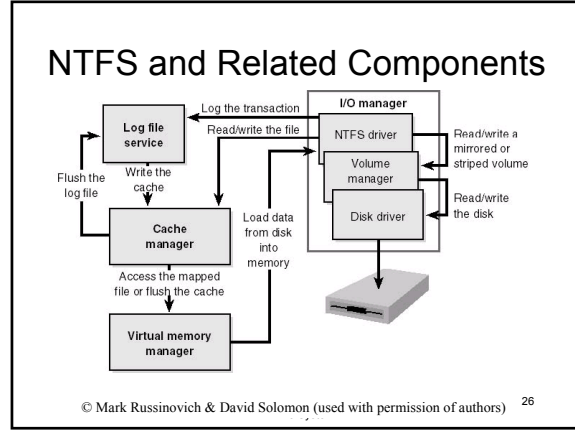 NTFS and Related Components
Log the transaction
I/O manager
Log file
service
Read/write the file
NTFS driver
Read/write a
mirrored or
striped volume
Flush the
log file
Write the
cache
Volume
manager
Read/write
the disk
Load data
from disk
into
memory
Disk driver
Cache
manager
Access the mapped
file or flush the cache
Virtual memory
manager
© Mark Russinovich & David Solomon (used with permission of authors)
26